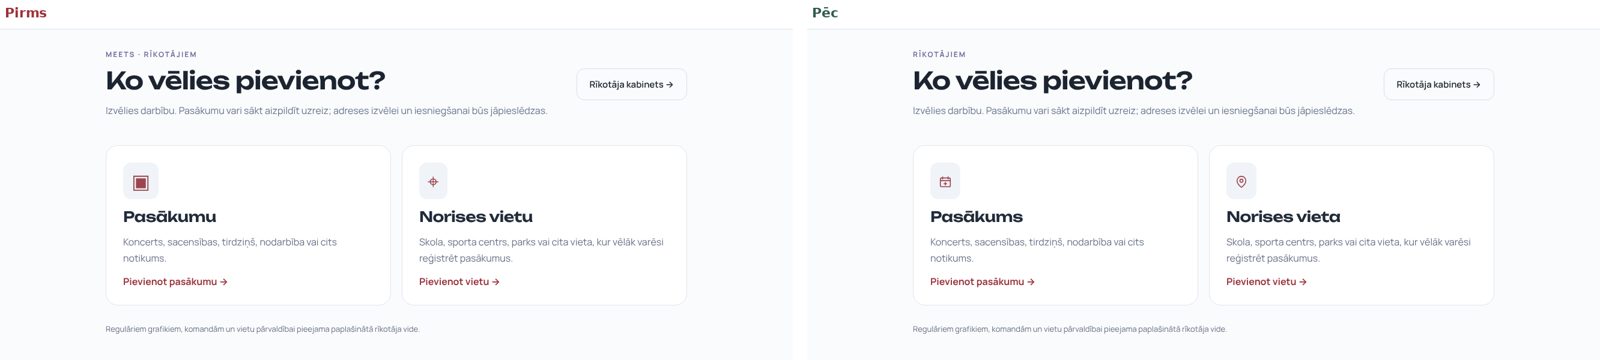 Pirms
MEETS · RĪKOTĀJIEM
Ko vēlies pievienot?
Rīkotāja kabinets →
Izvēlies darbību. Pasākumu vari sākt aizpildīt uzreiz; adreses izvēlei un iesniegšanai būs jāpieslēdzas.
Pasākumu
Koncerts, sacensības, tirdziņš, nodarbība vai cits
notikums.
Pievienot pasākumu →
Norises vietu
Skola, sporta centrs, parks vai cita vieta, kur vēlāk varēsi
reģistrēt pasākumus.
Pievienot vietu →
Regulāriem grafikiem, komandām un vietu pārvaldībai pieejama paplašinātā rīkotāja vide.
Pēc
RĪKOTĀJIEM
Ko vēlies pievienot?
Rīkotāja kabinets →
Izvēlies darbību. Pasākumu vari sākt aizpildīt uzreiz; adreses izvēlei un iesniegšanai būs jāpieslēdzas.
Pasākums
Koncerts, sacensības, tirdziņš, nodarbība vai cits
notikums.
Pievienot pasākumu →
Norises vieta
Skola, sporta centrs, parks vai cita vieta, kur vēlāk varēsi
reģistrēt pasākumus.
Pievienot vietu →
Regulāriem grafikiem, komandām un vietu pārvaldībai pieejama paplašinātā rīkotāja vide.